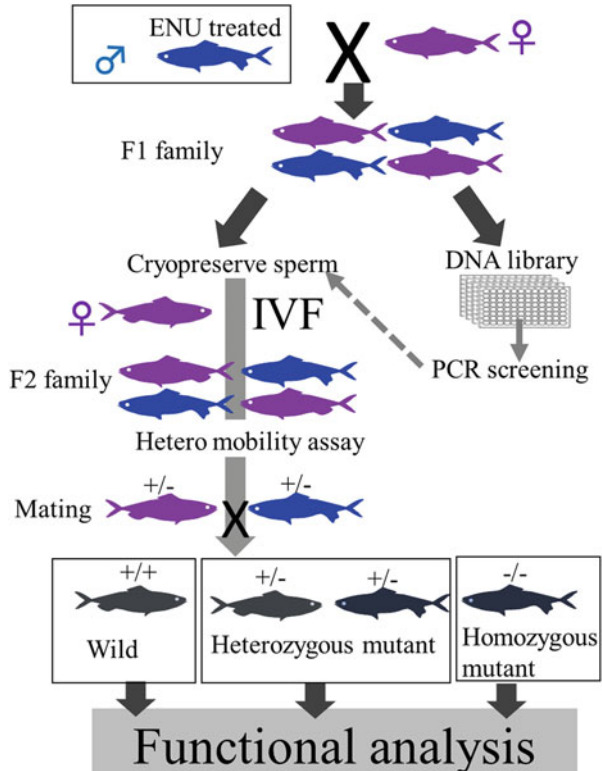 ENU treated
♂
X
♀
F1 family
Cryopreserve sperm
DNA library
♀
IVF
PCR screening
F2 family
Hetero mobility assay
+/- +/-
Mating
X
+/+
+/- +/-
-/-
Wild
Heterozygous mutant
Homozygous
mutant
Functional analysis